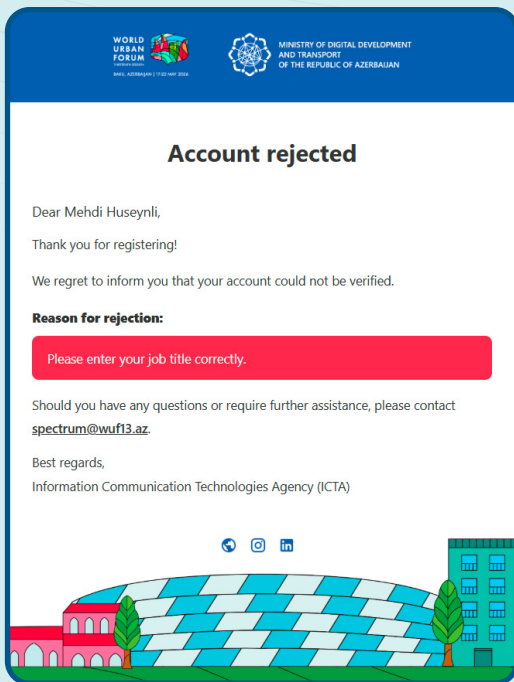 WORLD
URBAN
FORUM
BAKU, AZERBAIJAN | 17-22 MAY 2026
MINISTRY OF DIGITAL DEVELOPMENT
AND TRANSPORT
OF THE REPUBLIC OF AZERBAIJAN
Account rejected
Dear Mehdi Huseynli,
Thank you for registering!
We regret to inform you that your account could not be verified.
Reason for rejection:
Please enter your job title correctly.
Should you have any questions or require further assistance, please contact
spectrum@wuf13.az.
Best regards,
Information Communication Technologies Agency (ICTA)